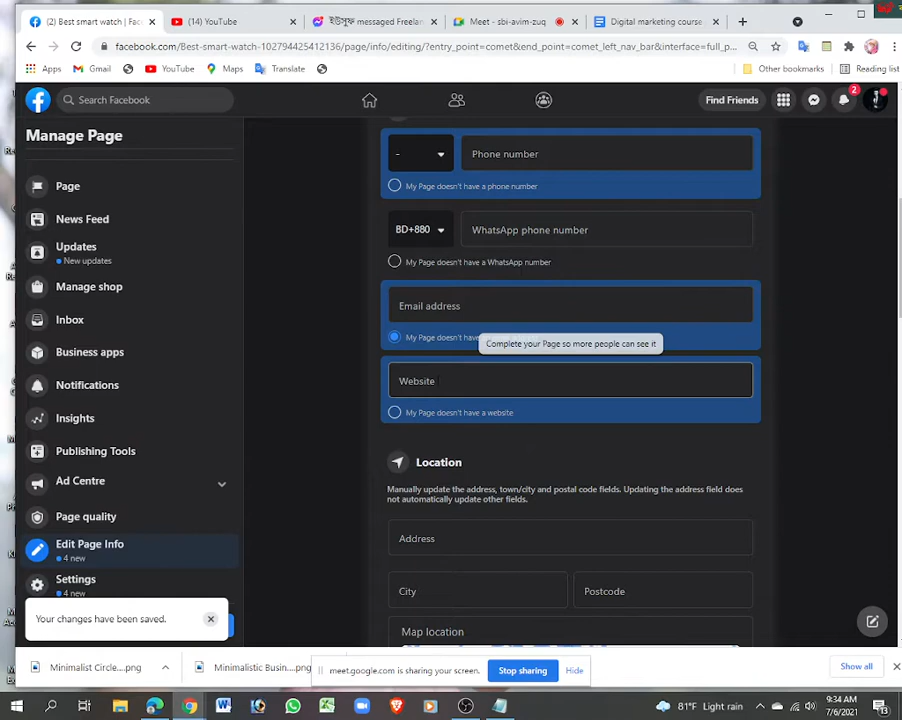 Best smart watch | Facebook
(14) YouTube
ইউসুফ messaged Freelan
Meet - sbi-avim-zuq
Digital marketing course
facebook.com/Best-smart-watch-102794425412136/page/info/editing/?entry_point=comet&end_point=comet_left_nav_bar&interface=full_p...
Apps
Gmail
YouTube
Maps
Translate
Other bookmarks
Reading list
Search Facebook
Find Friends
2
Manage Page
Page
News Feed
Updates
New updates
Manage shop
Inbox
Business apps
Notifications
Insights
Publishing Tools
Ad Centre
Page quality
Edit Page Info
4 new
Settings
4 new
Your changes have been saved.
-
Phone number
My Page doesn't have a phone number
BD+880
WhatsApp phone number
My Page doesn't have a WhatsApp number
Email address
My Page doesn't have
Complete your Page so more people can see it
Website
My Page doesn't have a website
Location
Manually update the address, town/city and postal code fields. Updating the address field does
not automatically update other fields.
Address
City
Postcode
Map location
Minimalist Circle....png
Minimalistic Busin....png
meet.google.com is sharing your screen.
Stop sharing
Hide
Show all
81°F Light rain
9:34 AM
7/6/2021
13